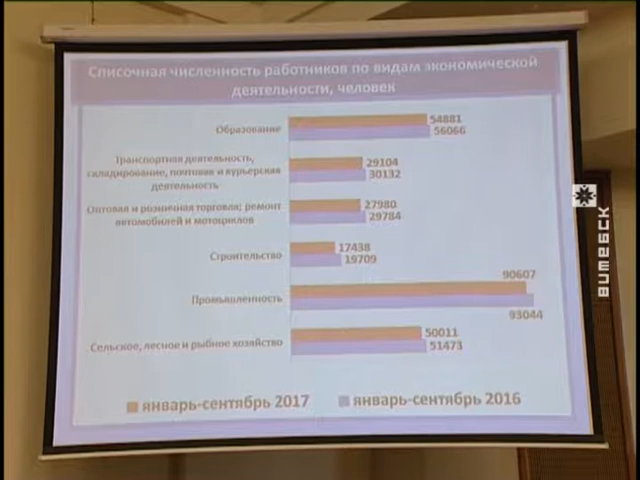 Списочная численность работников по видам экономической
деятельности, человек
Образование
54881
56066
Транспортная деятельность,
складирование, почтовая и курьерская
деятельность
29104
30132
Оптовая и розничная торговля; ремонт
автомобилей и мотоциклов
27980
29784
Строительство
17438
19709
Промышленность
90607
93044
Сельское, лесное и рыбное хозяйство
50011
51473
январь-сентябрь 2017
январь-сентябрь 2016
витебск